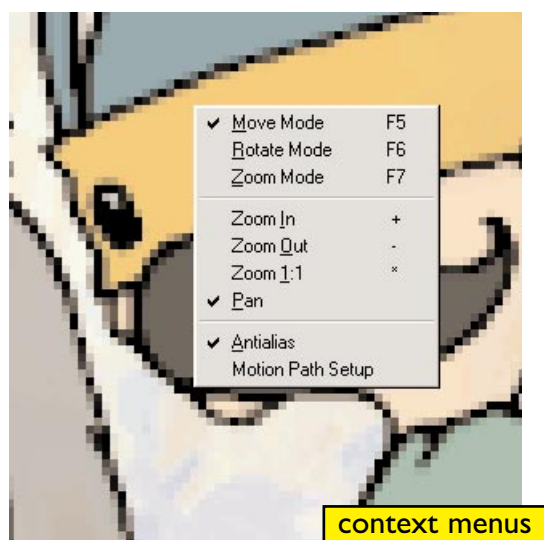 ✔ Move Mode F5
Rotate Mode F6
Zoom Mode F7
Zoom In +
Zoom Out -
Zoom 1:1 *
✔ Pan
✔ Antialias
Motion Path Setup
context menus